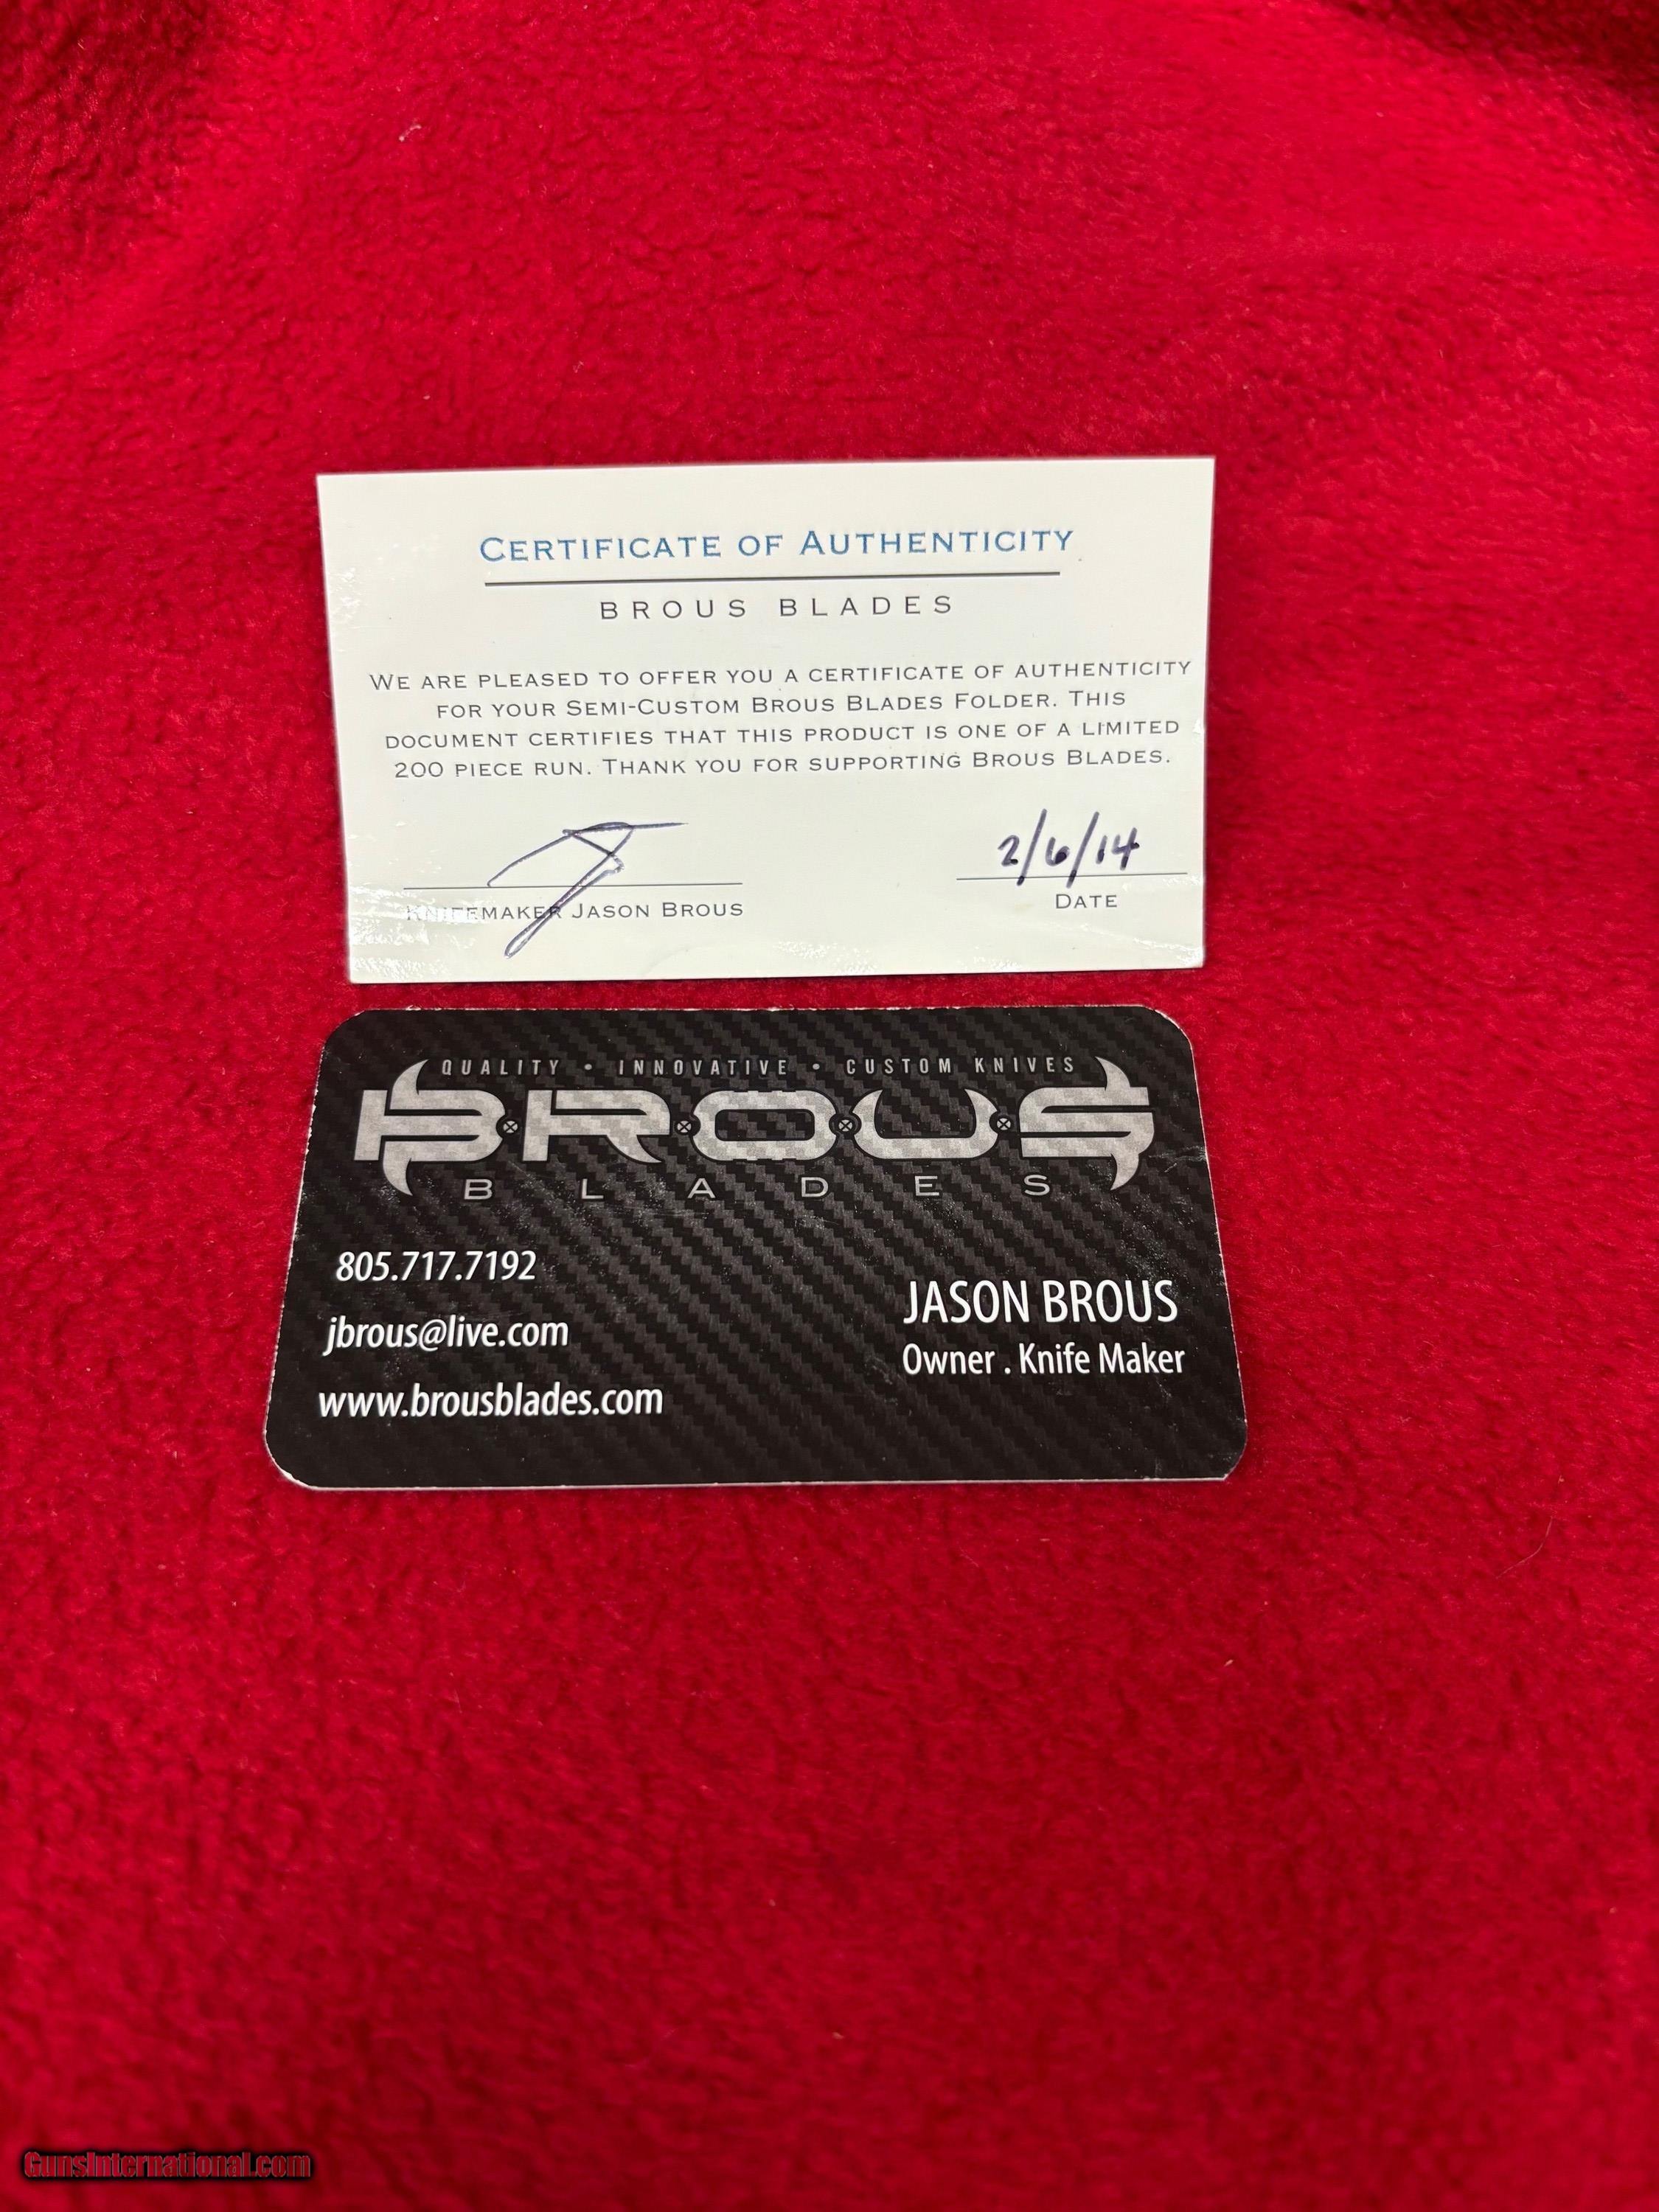 CERTIFICATE OF AUTHENTICITY
BROUS BLADES
WE ARE PLEASED TO OFFER YOU A CERTIFICATE OF AUTHENTICITY
FOR YOUR SEMI-CUSTOM BROUS BLADES FOLDER. THIS
DOCUMENT CERTIFIES THAT THIS PRODUCT IS ONE OF A LIMITED
200 PIECE RUN. THANK YOU FOR SUPPORTING BROUS BLADES.
2/6/14
KNIFEMAKER JASON BROUS
DATE
QUALITY • INNOVATIVE • CUSTOM KNIVES
BROUS
BLADES
805.717.7192
jbrous@live.com
www.brousblades.com
JASON BROUS
Owner . Knife Maker
GunsInternational.com